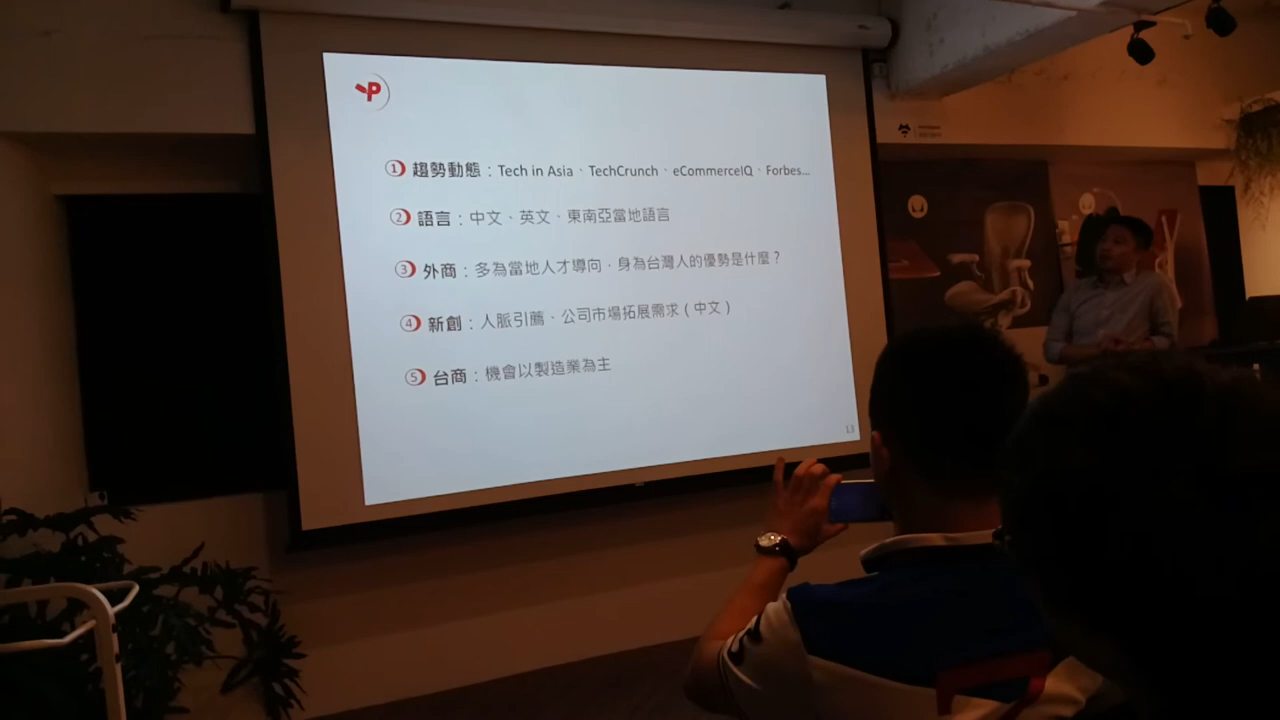 P
① 趨勢動態：Tech in Asia、TechCrunch、eCommerceIQ、Forbes...
② 語言：中文、英文、東南亞當地語言
③ 外商：多為當地人才導向，身為台灣人的優勢是什麼？
④ 新創：人脈引薦、公司市場拓展需求（中文）
⑤ 台商：機會以製造業為主
13